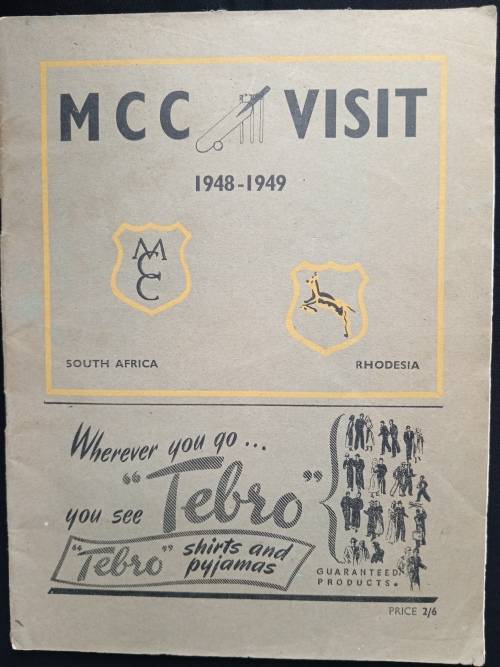 MCC VISIT
1948-1949
MCC
SOUTH AFRICA
RHODESIA
Wherever you go...
you see "Tebro"
"Tebro" shirts and
pyjamas
GUARANTEED
PRODUCTS.
PRICE 2/6